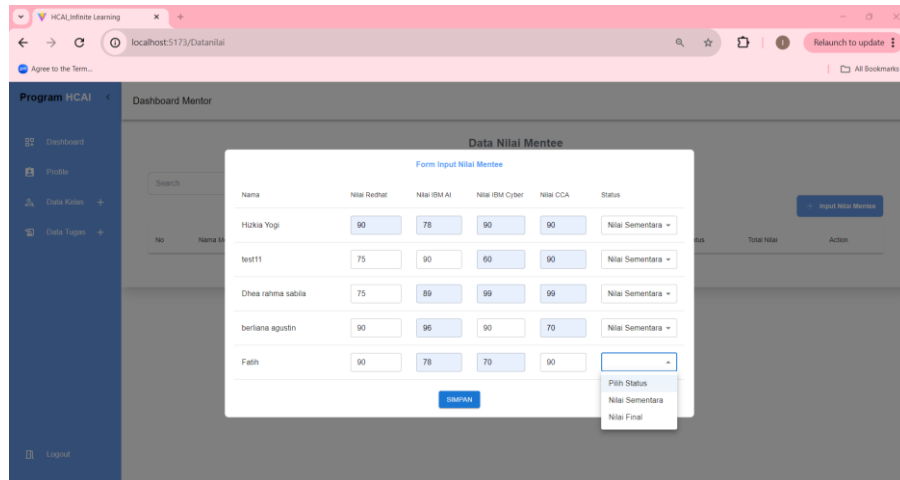 HCAI_Infinite Learning
localhost:5173/Datanilai
Relaunch to update
Agree to the Term...
All Bookmarks
Program HCAI
Dashboard Mentor
Dashboard
Profile
Data Kelas
Data Tugas
Logout
Data Nilai Mentee
Search
Input Nilai Mentee
No Total Nilai Action
Form Input Nilai Mentee
Nama Nilai Redhat Nilai IBM AI Nilai IBM Cyber Nilai CCA Status
Hizkia Yogi 90 78 90 90 Nilai Sementara
test11 75 90 60 90 Nilai Sementara
Dhea rahma sabila 75 89 99 99 Nilai Sementara
berliana agustin 90 96 90 70 Nilai Sementara
Fatih 90 78 70 90
Pilih Status
Nilai Sementara
Nilai Final
SIMPAN